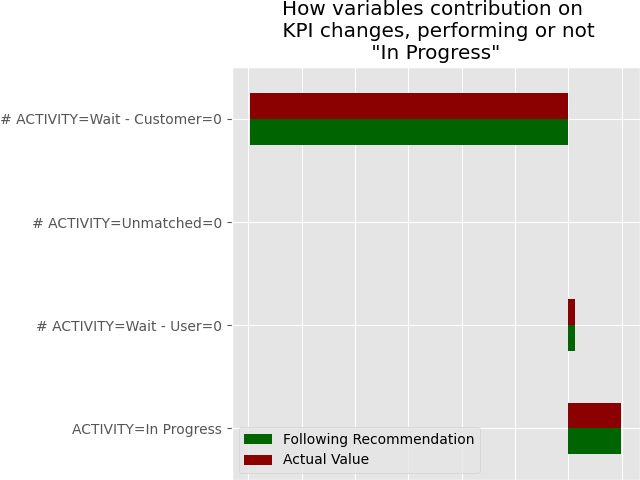 How variables contribution on
KPI changes, performing or not
"In Progress"
# ACTIVITY=Wait - Customer=0
# ACTIVITY=Unmatched=0
# ACTIVITY=Wait - User=0
ACTIVITY=In Progress
Following Recommendation
Actual Value